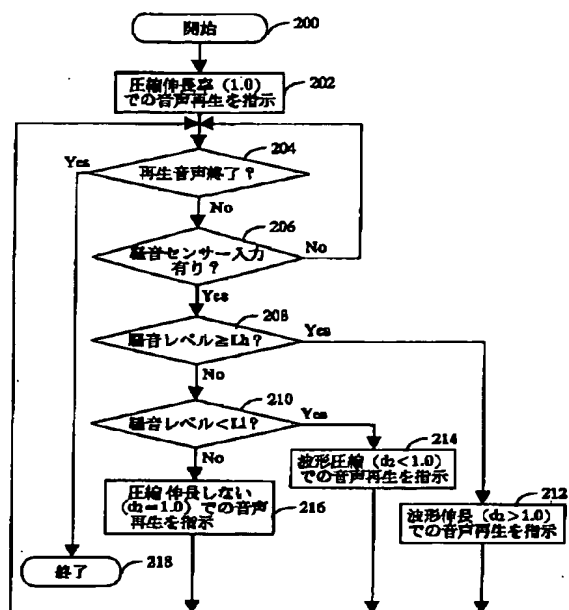 開始
200
圧縮伸長率(1.0)
での音声再生を指示
202
204
Yes
再生音声終了?
No
206
騒音センサー入力
有り?
No
Yes
208
騒音レベル≧Lh?
Yes
No
210
騒音レベル<Ll?
Yes
No
214
波形圧縮(d2<1.0)
での音声再生を指示
圧縮伸長しない
(d2=1.0)での音声
再生を指示
216
212
波形伸長(d2>1.0)
での音声再生を指示
終了
218